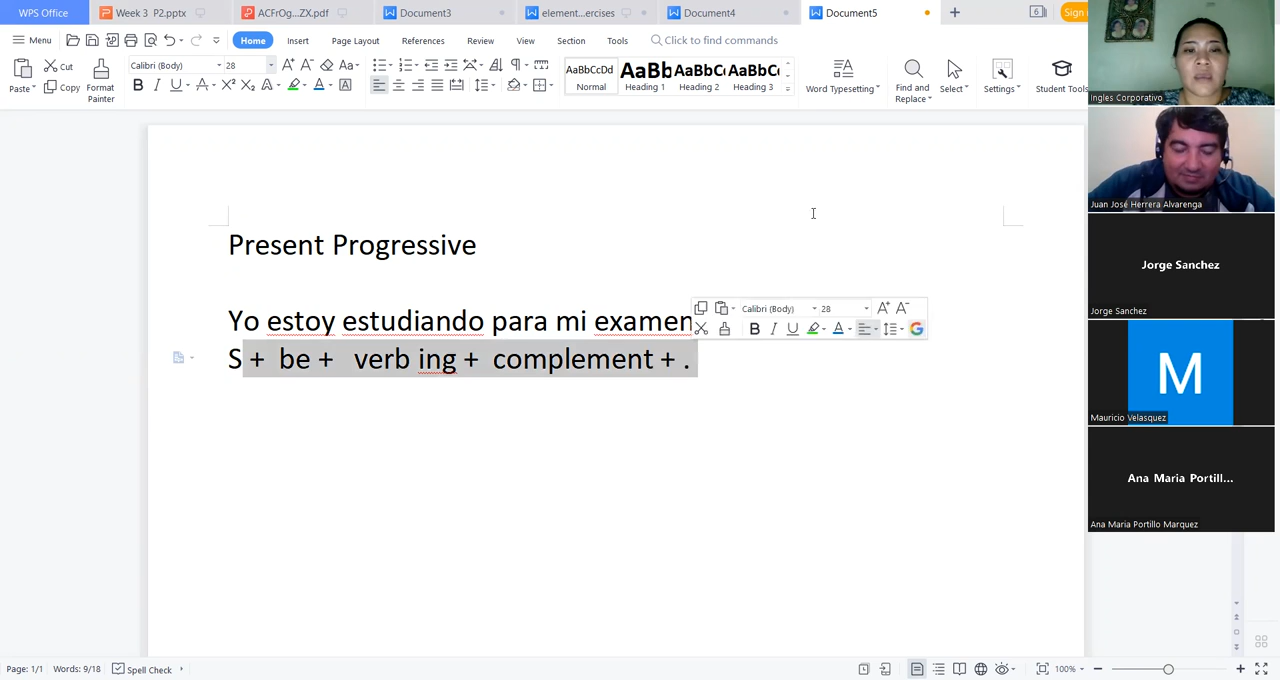 WPS Office
Week 3 P2.pptx
ACFrOg...ZX.pdf
Document3
element...ercises
Document4
Document5
6
Sign
Menu
Home
Insert
Page Layout
References
Review
View
Section
Tools
Click to find commands
Paste
Cut
Copy
Format Painter
Calibri (Body)
28
AaBbCcDd
Normal
AaBb
Heading 1
AaBbC
Heading 2
AaBbC
Heading 3
Word Typesetting
Find and Replace
Select
Settings
Student Tools
Present Progressive
Yo estoy estudiando para mi examen
S + be + verb ing + complement + .
Calibri (Body)
28
Ingles Corporativo
Juan José Herrera Alvarenga
Jorge Sanchez
Jorge Sanchez
M
Mauricio Velasquez
Ana Maria Portill...
Ana Maria Portillo Marquez
Page: 1/1
Words: 9/18
Spell Check
100%